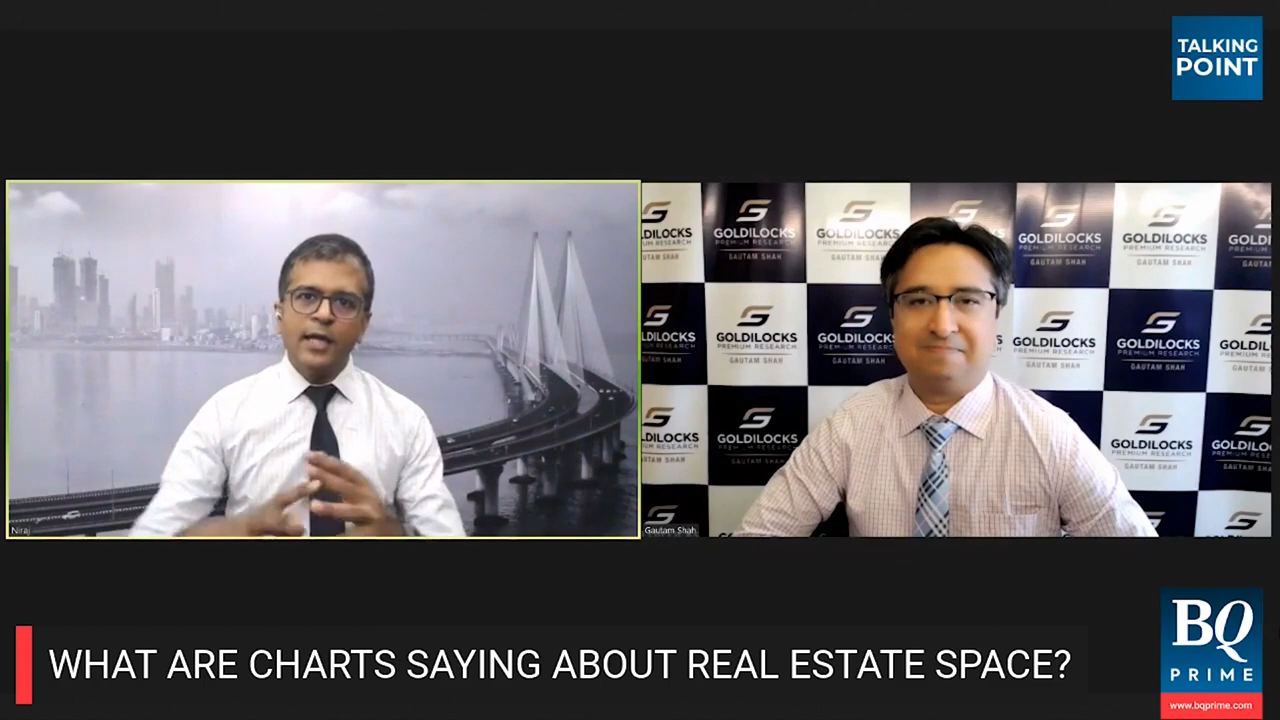 TALKING
POINT
GOLDILOCKS
PREMIUM RESEARCH
GAUTAM SHAH
Niraj
Gautam Shah
WHAT ARE CHARTS SAYING ABOUT REAL ESTATE SPACE?
BQ
PRIME
www.bqprime.com